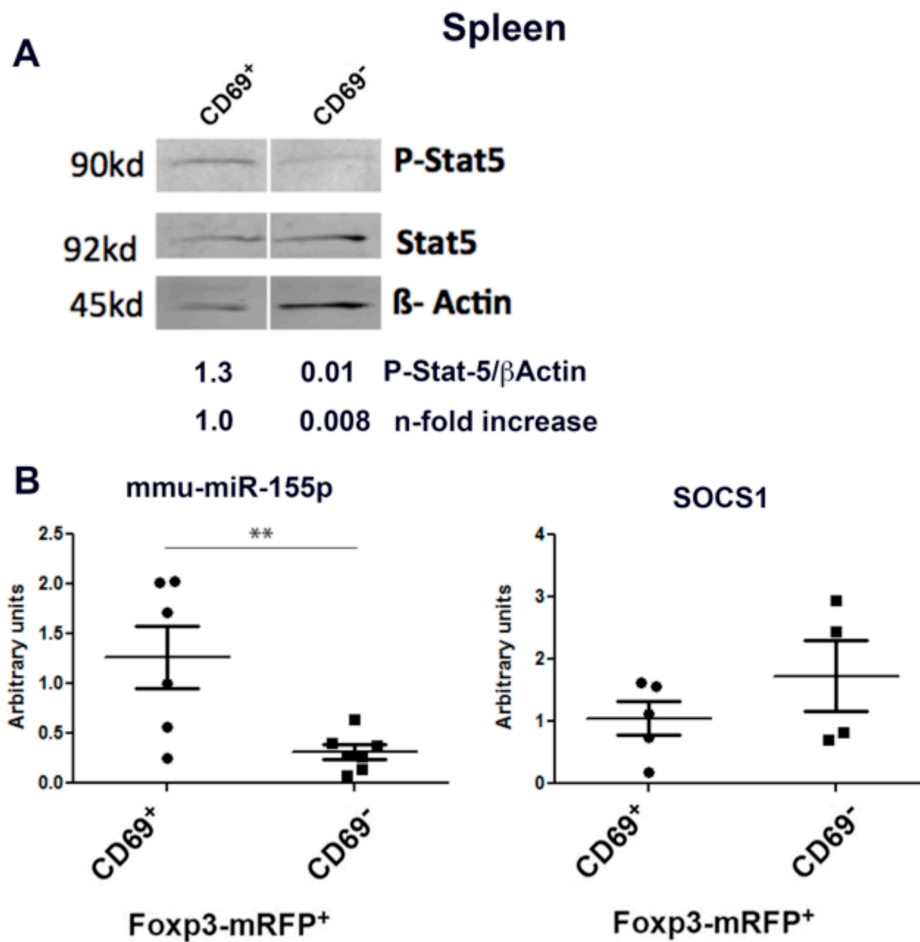 Spleen
A
CD69+ CD69-
90kd P-Stat5
92kd Stat5
45kd ß- Actin
1.3 0.01 P-Stat-5/βActin
1.0 0.008 n-fold increase
B
mmu-miR-155p
**
Arbitrary units
2.5
2.0
1.5
1.0
0.5
0.0
CD69+ CD69-
Foxp3-mRFP+
SOCS1
Arbitrary units
4
3
2
1
0
CD69+ CD69-
Foxp3-mRFP+